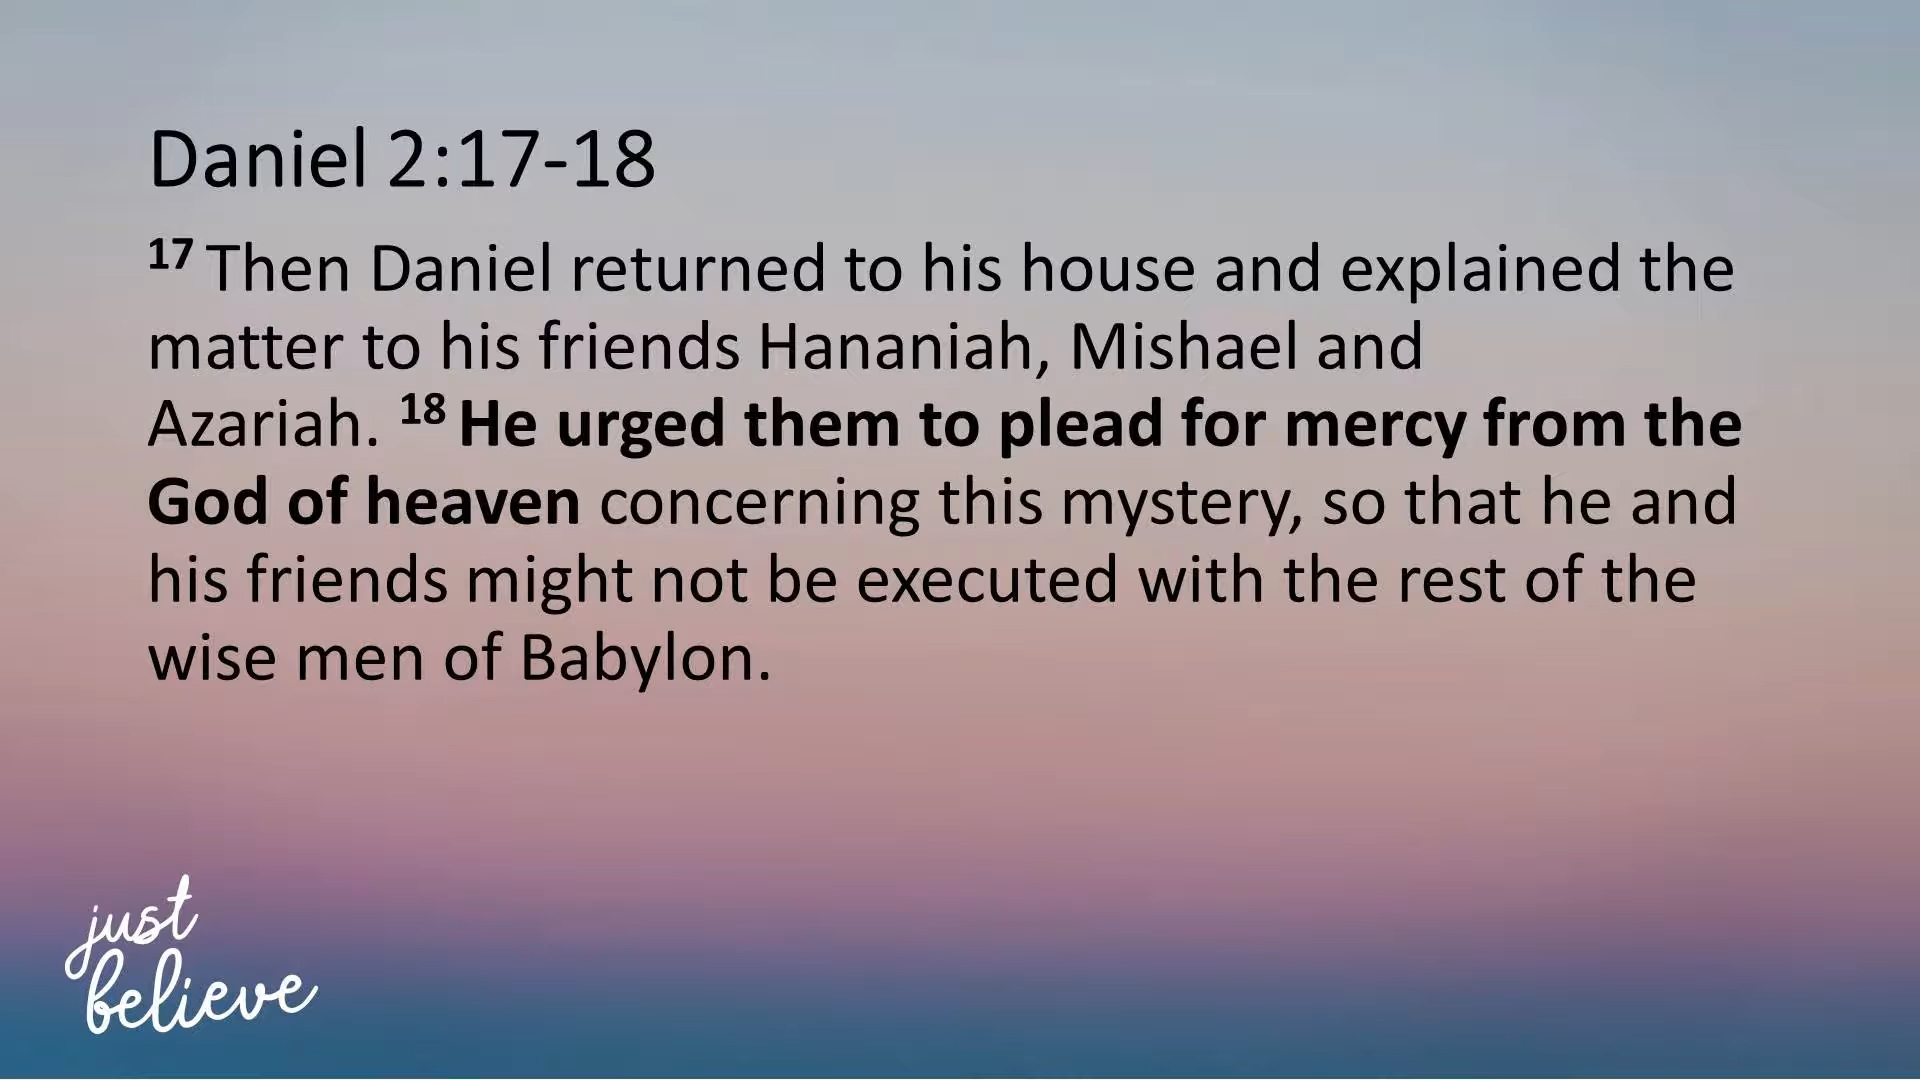 Daniel 2:17-18
17 Then Daniel returned to his house and explained the
matter to his friends Hananiah, Mishael and
Azariah. 18 He urged them to plead for mercy from the
God of heaven concerning this mystery, so that he and
his friends might not be executed with the rest of the
wise men of Babylon.
just
believe